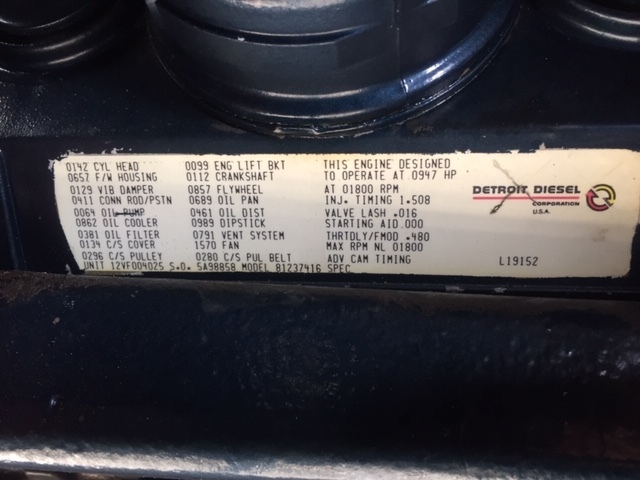 0142 CYL HEAD 0099 ENG LIFT BKT THIS ENGINE DESIGNED
0657 F/W HOUSING 0112 CRANKSHAFT TO OPERATE AT 0947 HP
0129 VIB DAMPER 0857 FLYWHEEL AT 01800 RPM
0411 CONN ROD/PSTN 0689 OIL PAN INJ. TIMING 1.508
0064 OIL PUMP 0461 OIL DIST VALVE LASH .016
0862 OIL COOLER 0989 DIPSTICK STARTING AID.000
0381 OIL FILTER 0791 VENT SYSTEM THRTDLY/FMOD .480
0134 C/S COVER 1570 FAN MAX RPM NL 01800
0296 C/S PULLEY 0280 C/S PUL BELT ADV CAM TIMING L19152
UNIT 12VF004025 S.O. 5A98858 MODEL 81237416 SPEC
DETROIT DIESEL
CORPORATION
U.S.A.